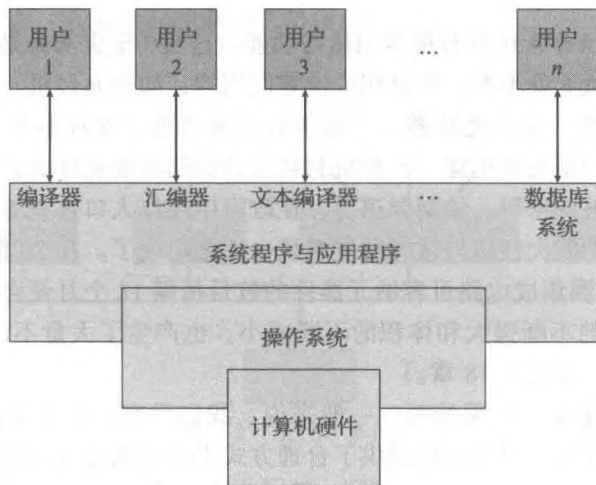 用户
1
用户
2
用户
3
...
用户
n
编译器
汇编器
文本编译器
...
数据库
系统
系统程序与应用程序
操作系统
计算机硬件